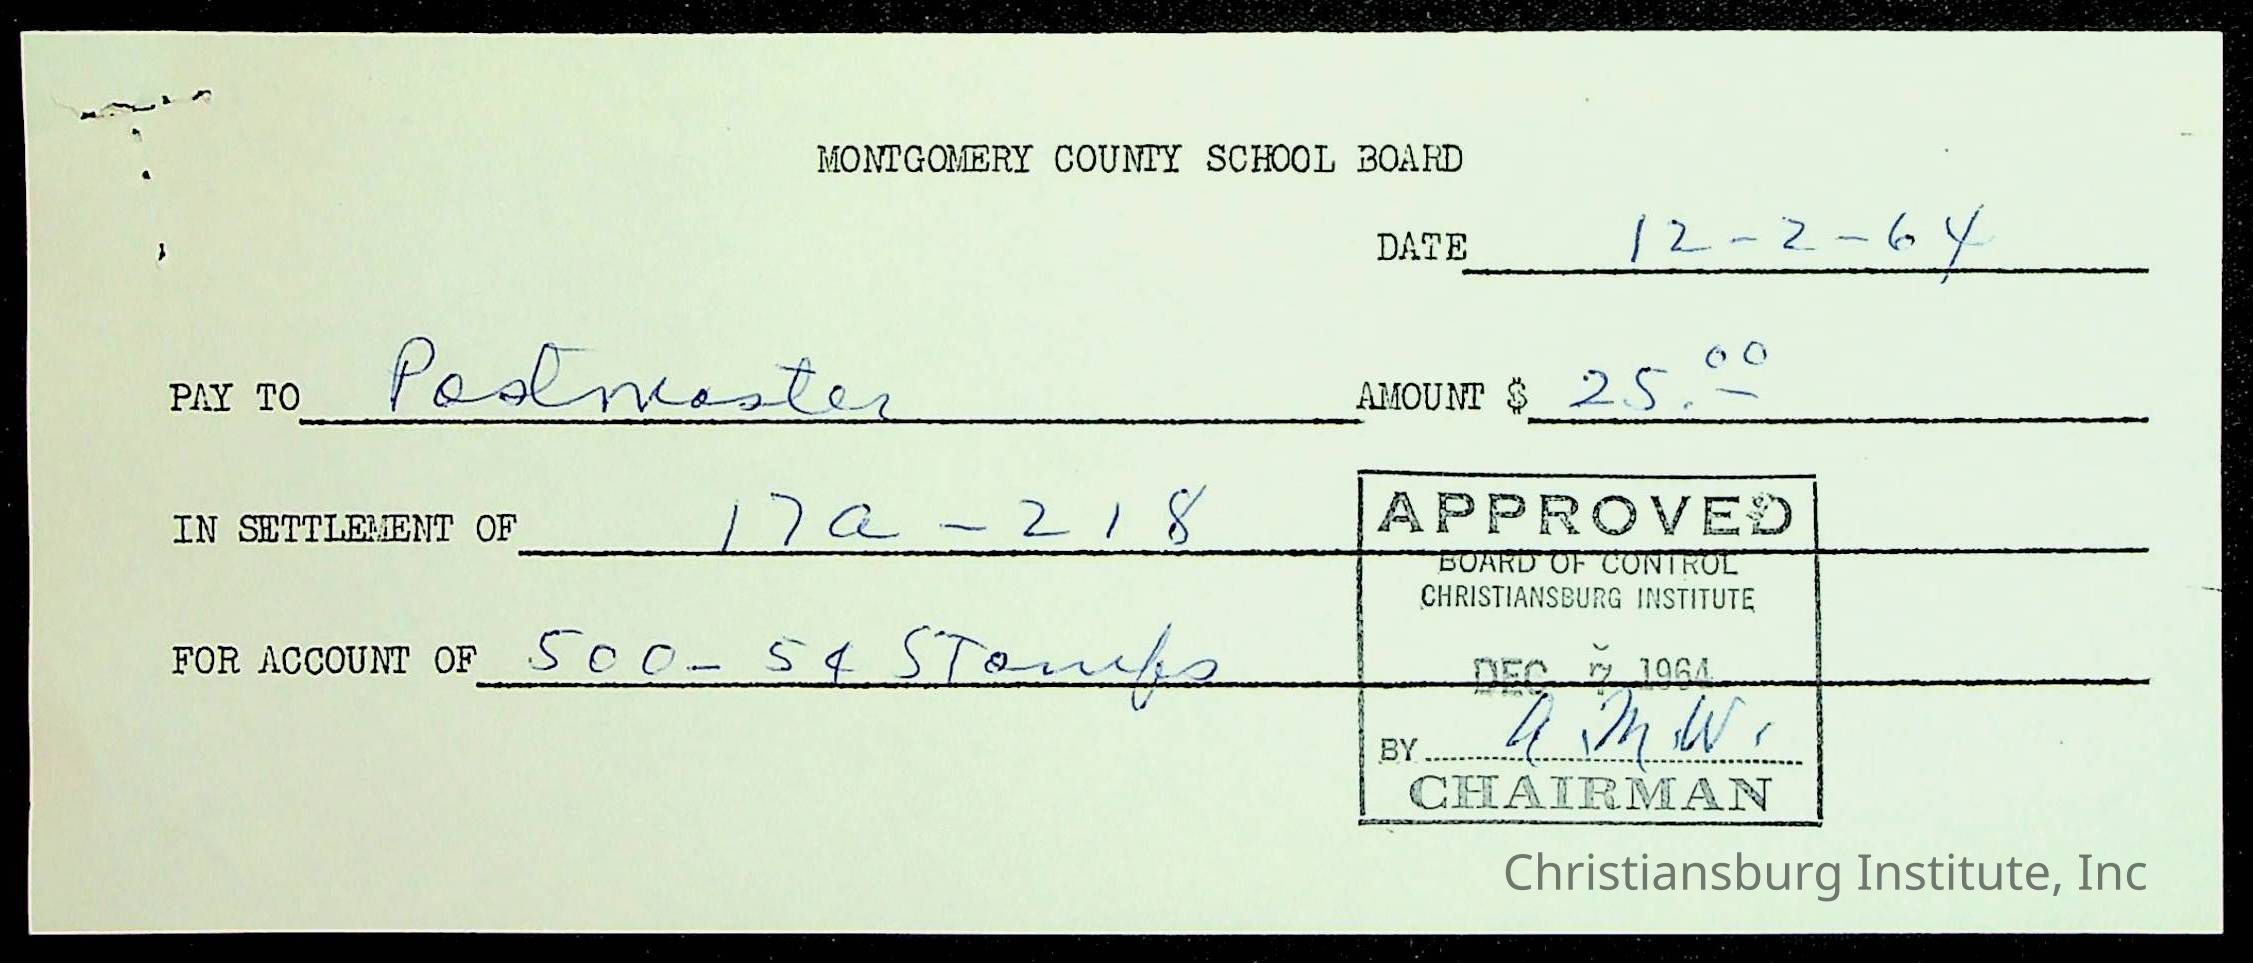 MONTGOMERY COUNTY SCHOOL BOARD
DATE 12-2-64
PAY TO Postmaster AMOUNT $ 25.00
IN SETTLEMENT OF 17a-218
APPROVED
BOARD OF CONTROL
CHRISTIANSBURG INSTITUTE
FOR ACCOUNT OF 500- 5¢ STamps
DEC 7 1964
BY A.M.W.
CHAIRMAN
Christiansburg Institute, Inc